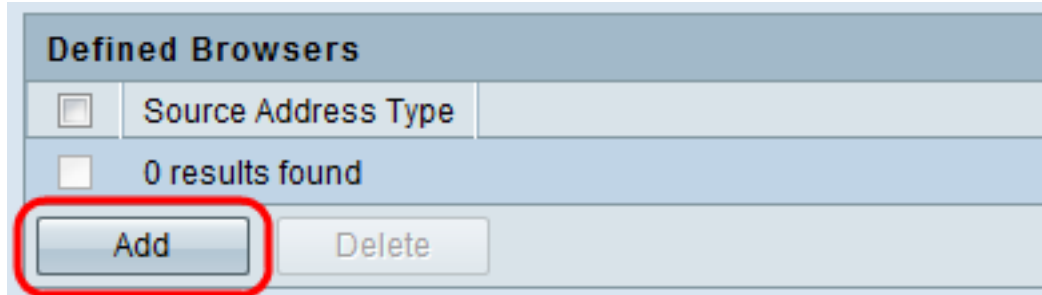 Defined Browsers
Source Address Type
0 results found
Add Delete